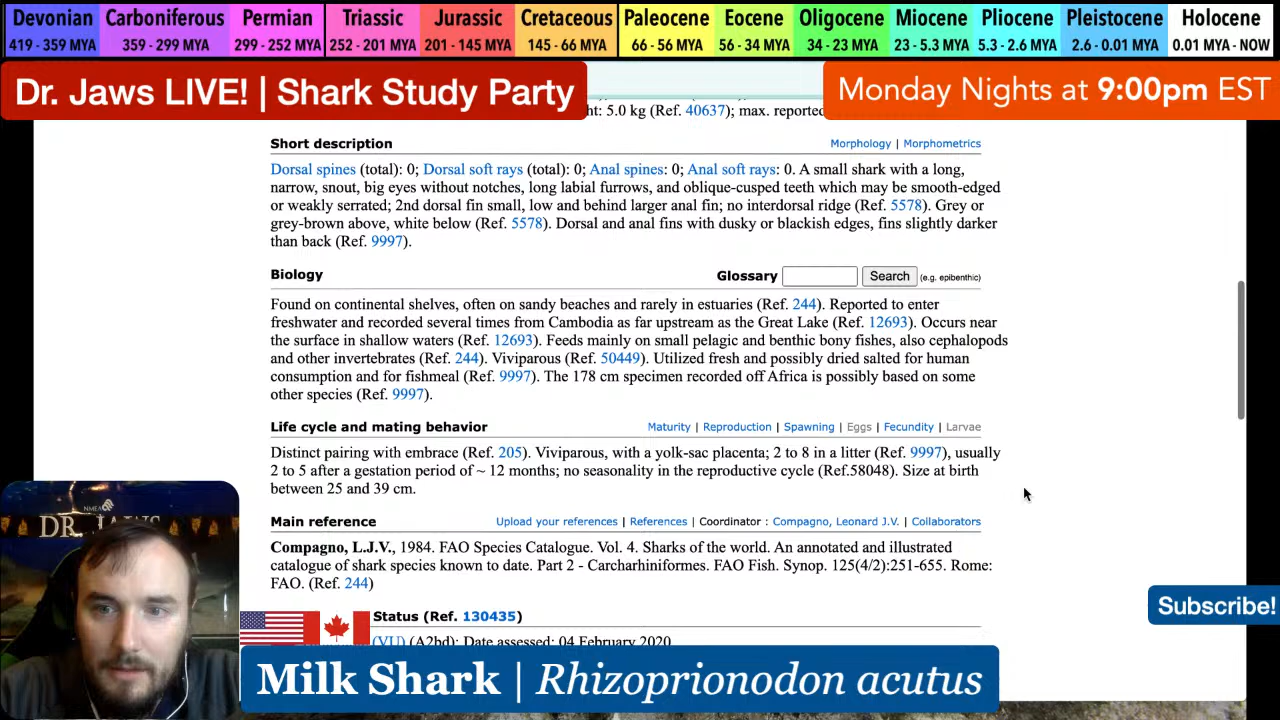 Devonian Carboniferous Permian Triassic Jurassic Cretaceous Paleocene Eocene Oligocene Miocene Pliocene Pleistocene Holocene
419 - 359 MYA 359 - 299 MYA 299 - 252 MYA 252 - 201 MYA 201 - 145 MYA 145 - 66 MYA 66 - 56 MYA 56 - 34 MYA 34 - 23 MYA 23 - 5.3 MYA 5.3 - 2.6 MYA 2.6 - 0.01 MYA 0.01 MYA - NOW
Dr. Jaws LIVE! | Shark Study Party
Monday Nights at 9:00pm EST
ht: 5.0 kg (Ref. 40637); max. reported
Short description Morphology | Morphometrics
Dorsal spines (total): 0; Dorsal soft rays (total): 0; Anal spines: 0; Anal soft rays: 0. A small shark with a long,
narrow, snout, big eyes without notches, long labial furrows, and oblique-cusped teeth which may be smooth-edged
or weakly serrated; 2nd dorsal fin small, low and behind larger anal fin; no interdorsal ridge (Ref. 5578). Grey or
grey-brown above, white below (Ref. 5578). Dorsal and anal fins with dusky or blackish edges, fins slightly darker
than back (Ref. 9997).
Biology Glossary Search (e.g. epibenthic)
Found on continental shelves, often on sandy beaches and rarely in estuaries (Ref. 244). Reported to enter
freshwater and recorded several times from Cambodia as far upstream as the Great Lake (Ref. 12693). Occurs near
the surface in shallow waters (Ref. 12693). Feeds mainly on small pelagic and benthic bony fishes, also cephalopods
and other invertebrates (Ref. 244). Viviparous (Ref. 50449). Utilized fresh and possibly dried salted for human
consumption and for fishmeal (Ref. 9997). The 178 cm specimen recorded off Africa is possibly based on some
other species (Ref. 9997).
Life cycle and mating behavior Maturity | Reproduction | Spawning | Eggs | Fecundity | Larvae
Distinct pairing with embrace (Ref. 205). Viviparous, with a yolk-sac placenta; 2 to 8 in a litter (Ref. 9997), usually
2 to 5 after a gestation period of ~ 12 months; no seasonality in the reproductive cycle (Ref.58048). Size at birth
between 25 and 39 cm.
Main reference Upload your references | References | Coordinator : Compagno, Leonard J.V. | Collaborators
Compagno, L.J.V., 1984. FAO Species Catalogue. Vol. 4. Sharks of the world. An annotated and illustrated
catalogue of shark species known to date. Part 2 - Carcharhiniformes. FAO Fish. Synop. 125(4/2):251-655. Rome:
FAO. (Ref. 244)
Status (Ref. 130435)
(VU) (A2bd); Date assessed: 04 February 2020
NMEA
DR. JAWS
Subscribe!
Milk Shark | Rhizoprionodon acutus